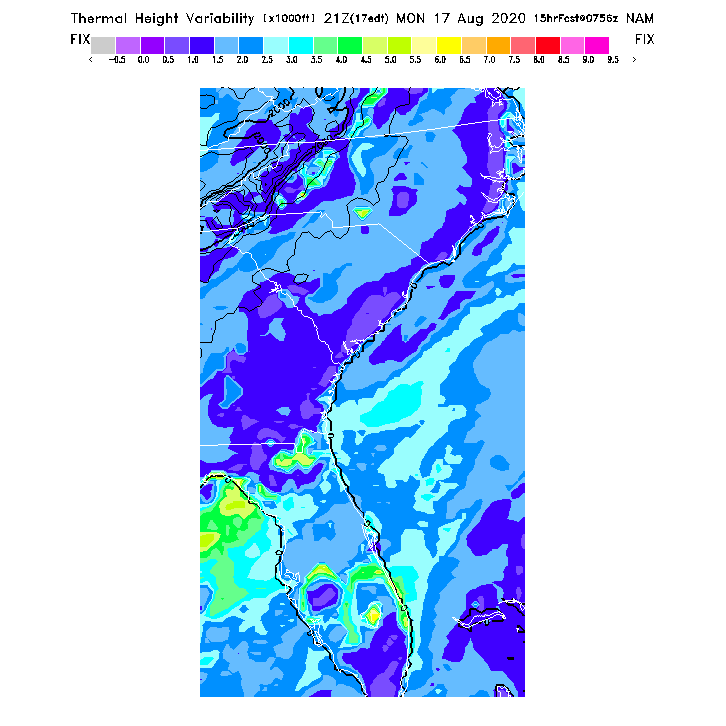 Thermal Height Variability [x1000ft] 21Z(17edt) MON 17 Aug 2020 15hrFcst@0756z NAM
FIX FIX
< -0.5 0.0 0.5 1.0 1.5 2.0 2.5 3.0 3.5 4.0 4.5 5.0 5.5 6.0 6.5 7.0 7.5 8.0 8.5 9.0 9.5 >
2000